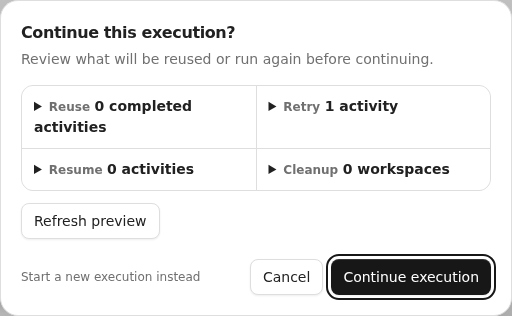 Continue this execution?
Review what will be reused or run again before continuing.
Reuse 0 completed
activities
Retry 1 activity
Resume 0 activities
Cleanup 0 workspaces
Refresh preview
Start a new execution instead
Cancel
Continue execution